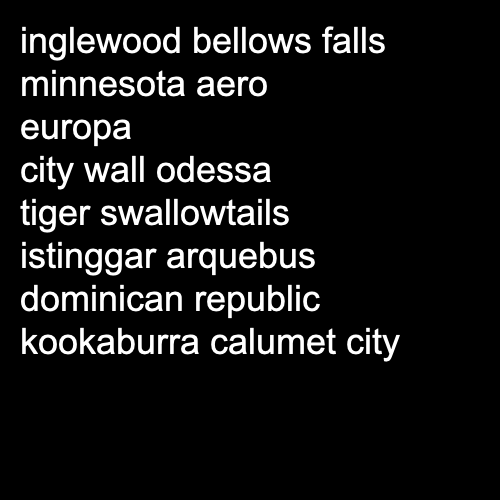 inglewood bellows falls
minnesota aero
europa
city wall odessa
tiger swallowtails
istinggar arquebus
dominican republic
kookaburra calumet city